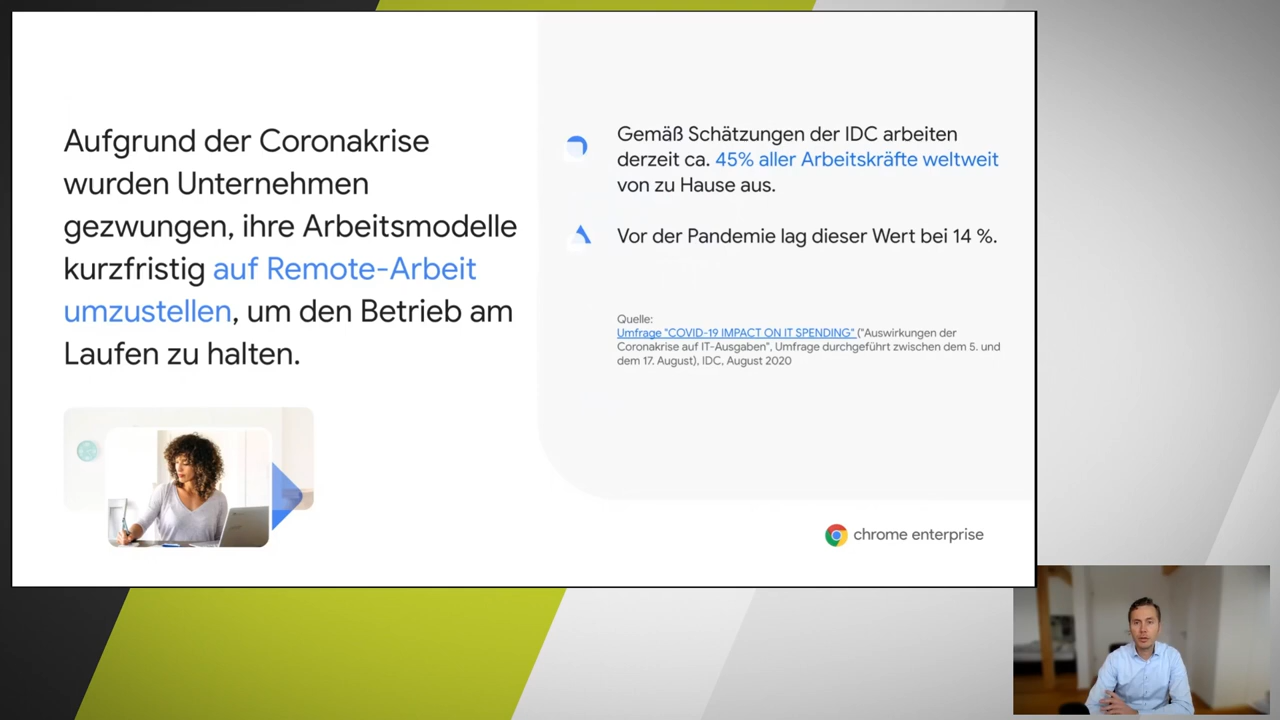 Aufgrund der Coronakrise
wurden Unternehmen
gezwungen, ihre Arbeitsmodelle
kurzfristig auf Remote-Arbeit
umzustellen, um den Betrieb am
Laufen zu halten.
Gemäß Schätzungen der IDC arbeiten
derzeit ca. 45% aller Arbeitskräfte weltweit
von zu Hause aus.
Vor der Pandemie lag dieser Wert bei 14 %.
Quelle:
Umfrage "COVID-19 IMPACT ON IT SPENDING" ("Auswirkungen der
Coronakrise auf IT-Ausgaben", Umfrage durchgeführt zwischen dem 5. und
dem 17. August), IDC, August 2020
chrome enterprise